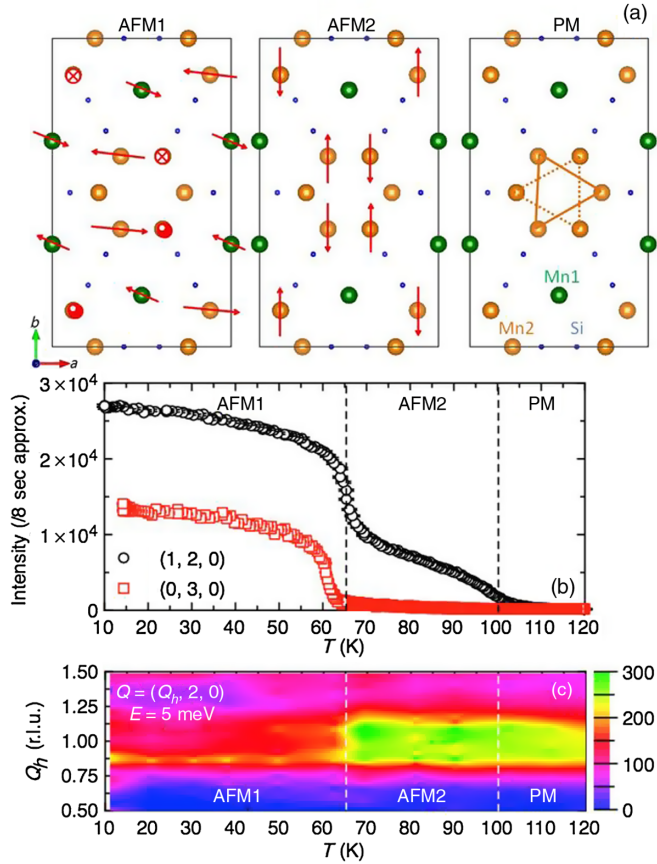 AFM1 AFM2 PM (a)
Mn1
Mn2 Si
b
a
3 × 10⁴
AFM1 AFM2 PM
2 × 10⁴
1 × 10⁴
0
Intensity (/8 sec approx.)
(1, 2, 0)
(0, 3, 0)
(b)
10 20 30 40 50 60 70 80 90 100 110 120
T (K)
1.50
1.25
1.00
0.75
0.50
Qh (r.l.u.)
Q = (Qh, 2, 0)
E = 5 meV
(c)
AFM1 AFM2 PM
300
200
100
0
10 20 30 40 50 60 70 80 90 100 110 120
T (K)